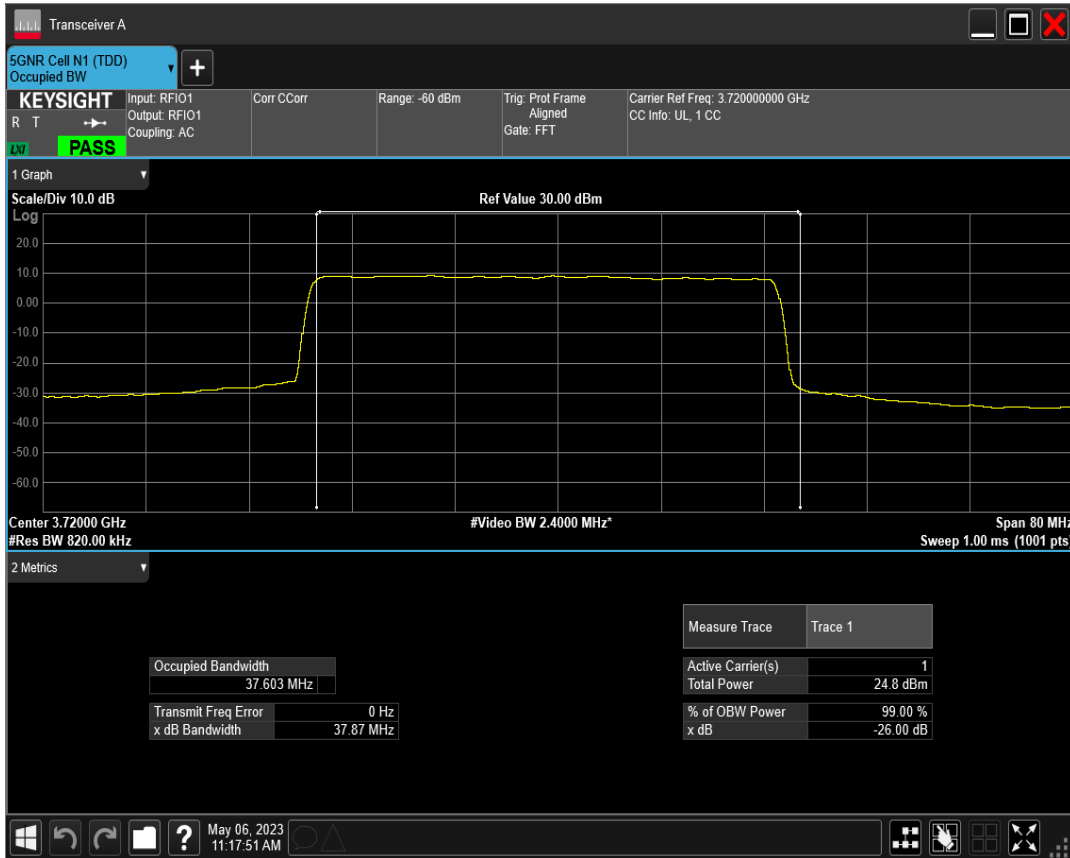 Transceiver A
5GNR Cell N1 (TDD)
Occupied BW
+
KEYSIGHT
R T
LXI
PASS
Input: RFIO1
Output: RFIO1
Coupling: AC
Corr CCorr
Range: -60 dBm
Trig: Prot Frame
Aligned
Gate: FFT
Carrier Ref Freq: 3.720000000 GHz
CC Info: UL, 1 CC
1 Graph
Scale/Div 10.0 dB
Ref Value 30.00 dBm
Log
20.0
10.0
0.00
-10.0
-20.0
-30.0
-40.0
-50.0
-60.0
Center 3.72000 GHz
#Video BW 2.4000 MHz*
Span 80 MHz
#Res BW 820.00 kHz
Sweep 1.00 ms (1001 pts)
2 Metrics
Measure Trace Trace 1
Occupied Bandwidth
37.603 MHz
Active Carrier(s) 1
Total Power 24.8 dBm
Transmit Freq Error 0 Hz
x dB Bandwidth 37.87 MHz
% of OBW Power 99.00 %
x dB -26.00 dB
?
May 06, 2023
11:17:51 AM